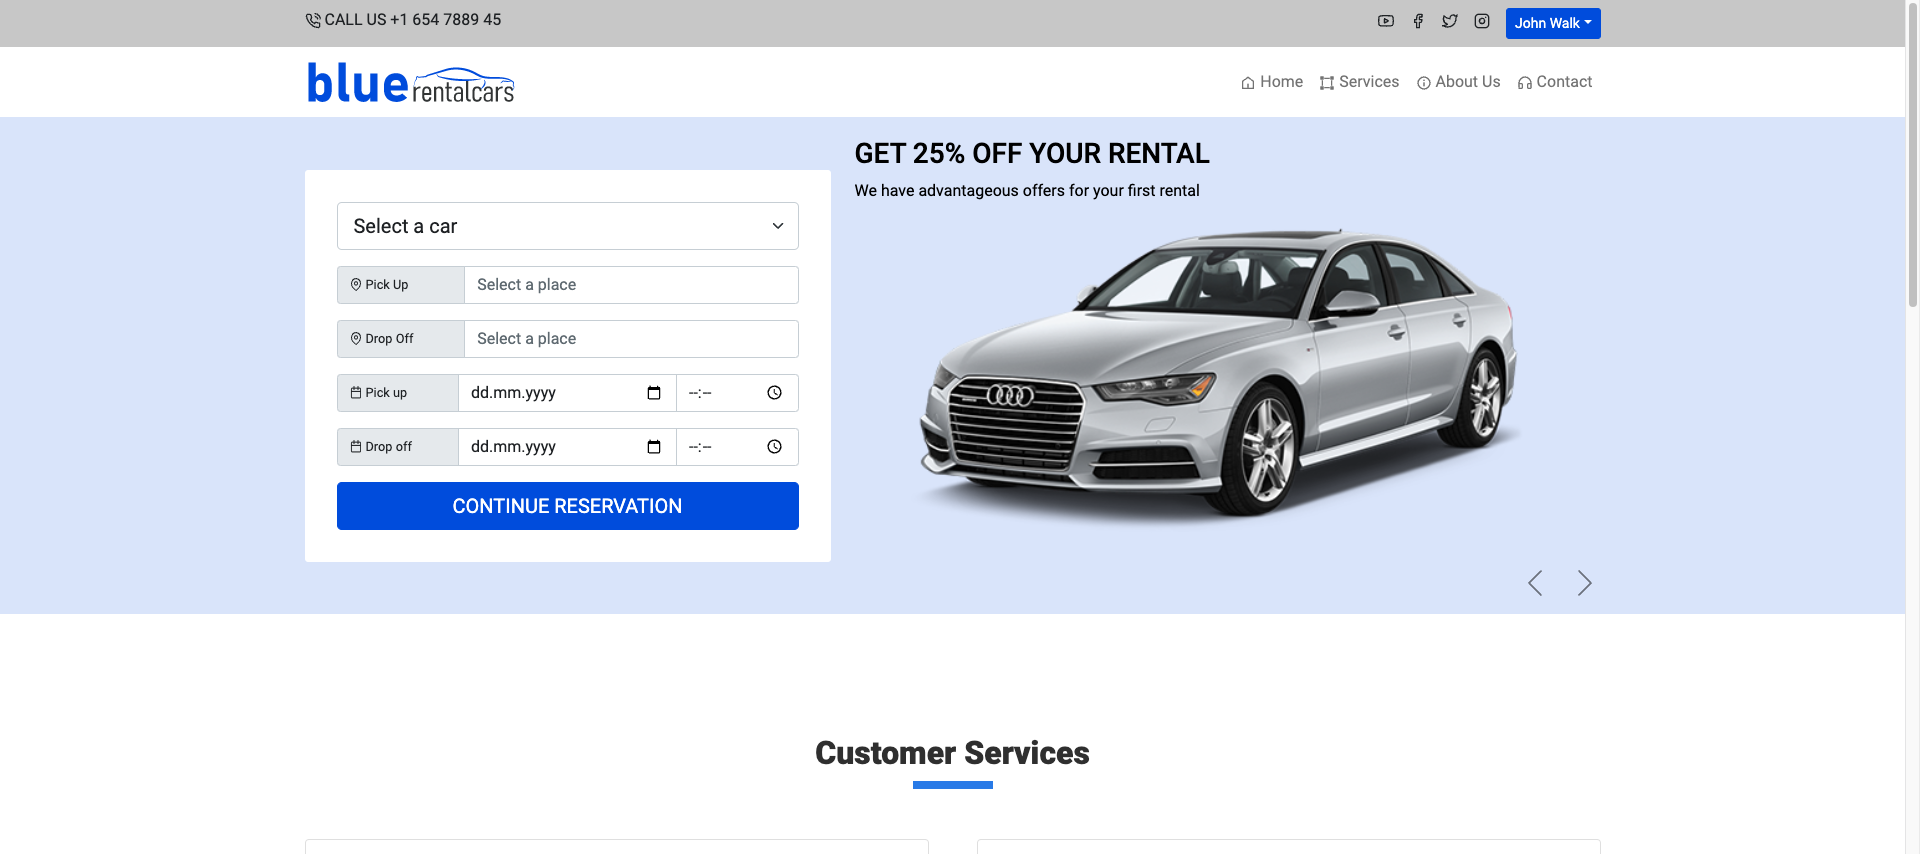 CALL US +1 654 7889 45
John Walk
blue rentalcars
Home
Services
About Us
Contact
GET 25% OFF YOUR RENTAL
We have advantageous offers for your first rental
Select a car
Pick Up
Select a place
Drop Off
Select a place
Pick up
dd.mm.yyyy
--:--
Drop off
dd.mm.yyyy
--:--
CONTINUE RESERVATION
Customer Services